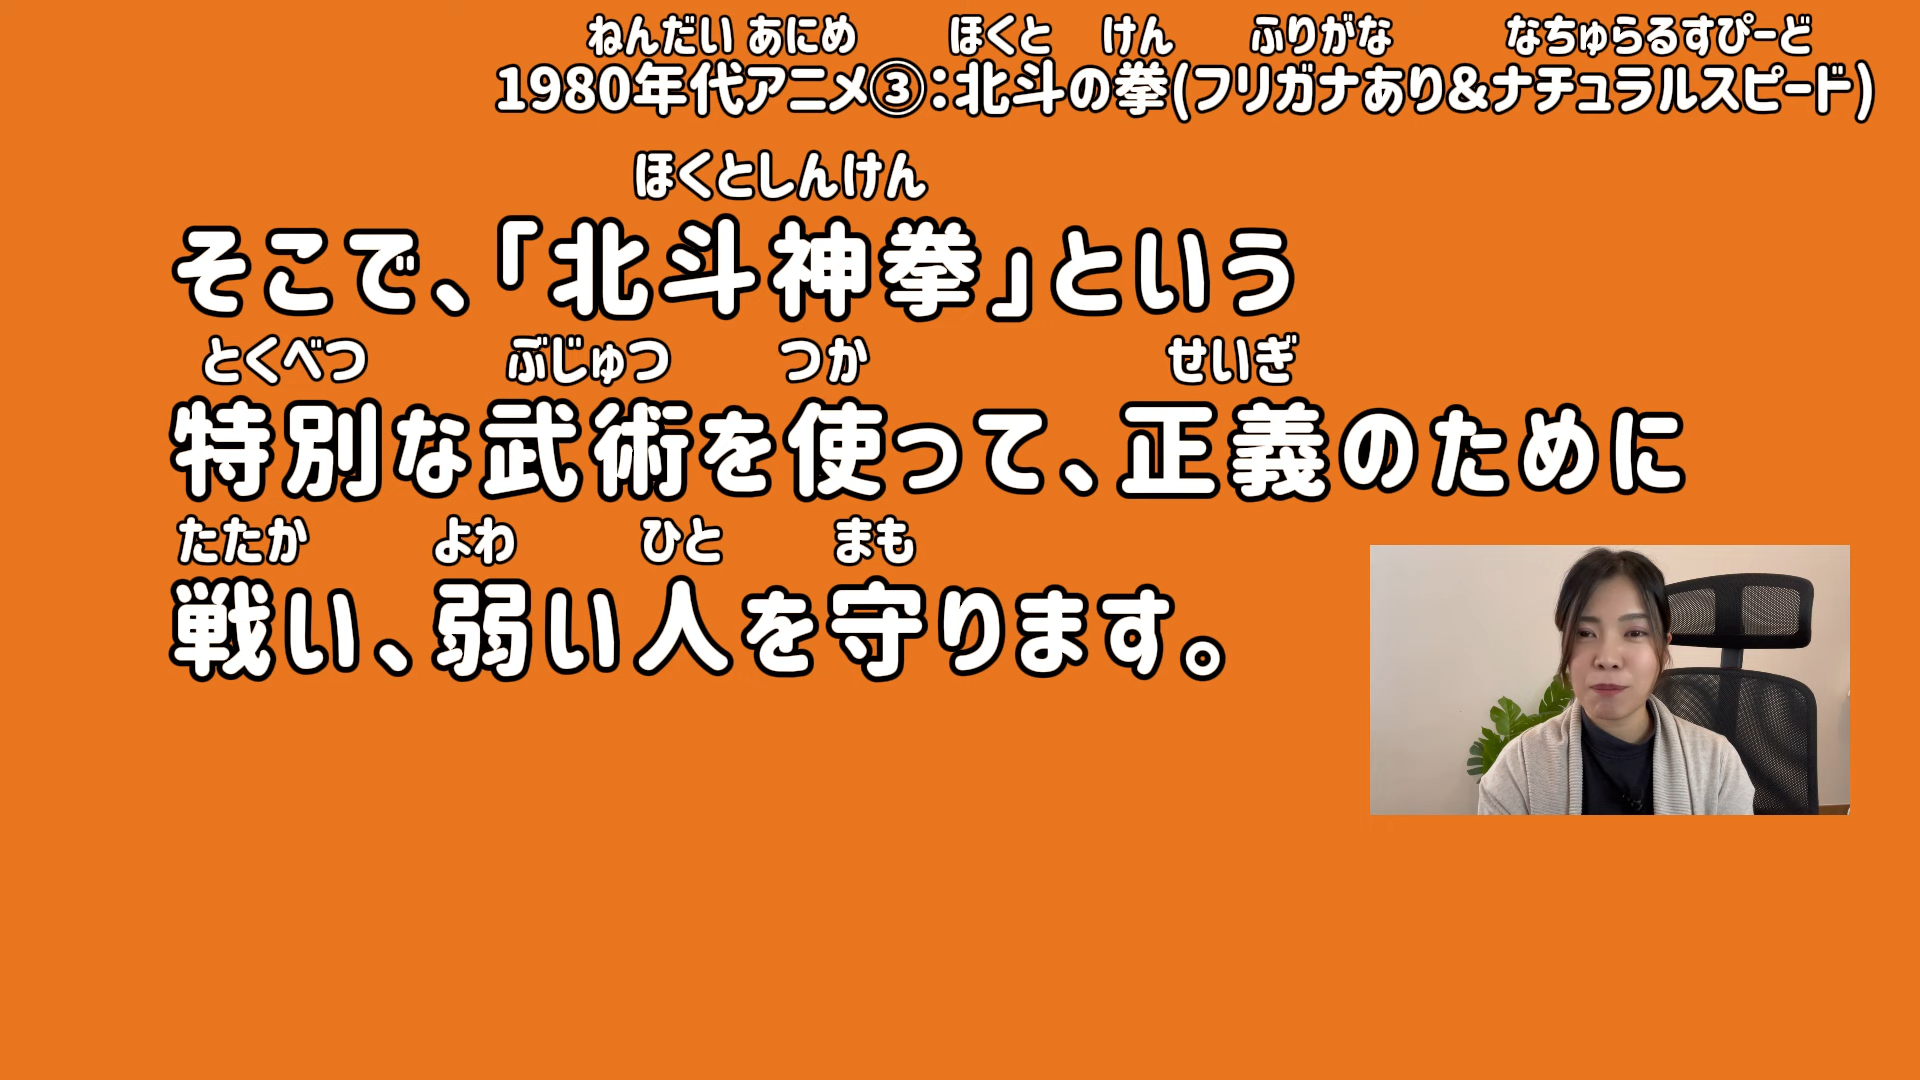 ねんだい あにめ ほくと けん ふりがな なちゅらるすぴーど
1980年代アニメ③:北斗の拳(フリガナあり&ナチュラルスピード)
ほくとしんけん
そこで、「北斗神拳」という
とくべつ ぶじゅつ つか せいぎ
特別な武術を使って、正義のために
たたか よわ ひと まも
戦い、弱い人を守ります。